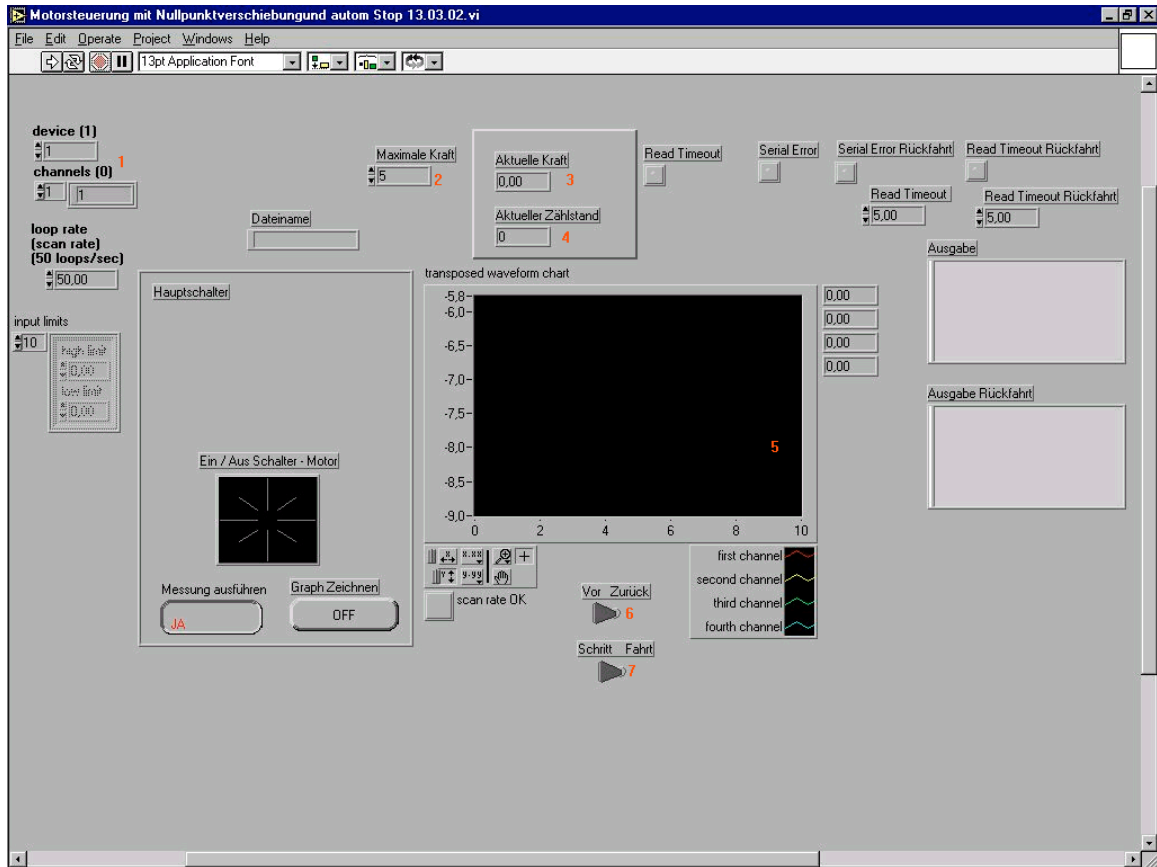 Motorsteuerung mit Nullpunktverschiebungund autom Stop 13.03.02.vi
File Edit Operate Project Windows Help
13pt Application Font
device (1)
1
1
channels (0)
1
1
loop rate
(scan rate)
(50 loops/sec)
50,00
input limits
10
high limit
0,00
low limit
0,00
Dateiname
Maximale Kraft
5
2
Aktuelle Kraft
0,00
3
Aktueller Zählstand
0
4
Read Timeout
Serial Error
Serial Error Rückfahrt
Read Timeout Rückfahrt
Read Timeout
5,00
Read Timeout Rückfahrt
5,00
Hauptschalter
Ein / Aus Schalter - Motor
Messung ausführen
JA
Graph Zeichnen
OFF
transposed waveform chart
-5,8
-6,0
-6,5
-7,0
-7,5
-8,0
-8,5
-9,0
0 2 4 6 8 10
5
0,00
0,00
0,00
0,00
Ausgabe
Ausgabe Rückfahrt
X
x.xx
Y
y.yy
scan rate OK
first channel
second channel
third channel
fourth channel
Vor Zurück
6
Schritt Fahrt
7